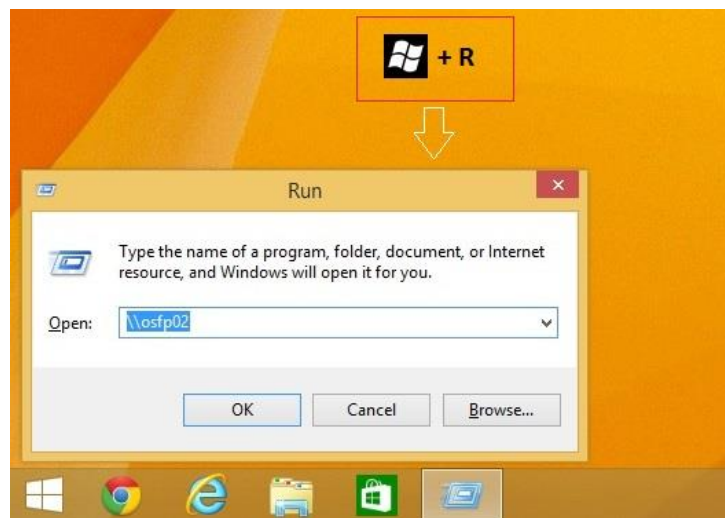 + R
Run
Type the name of a program, folder, document, or Internet
resource, and Windows will open it for you.
Open: \\osfp02
OK Cancel Browse...